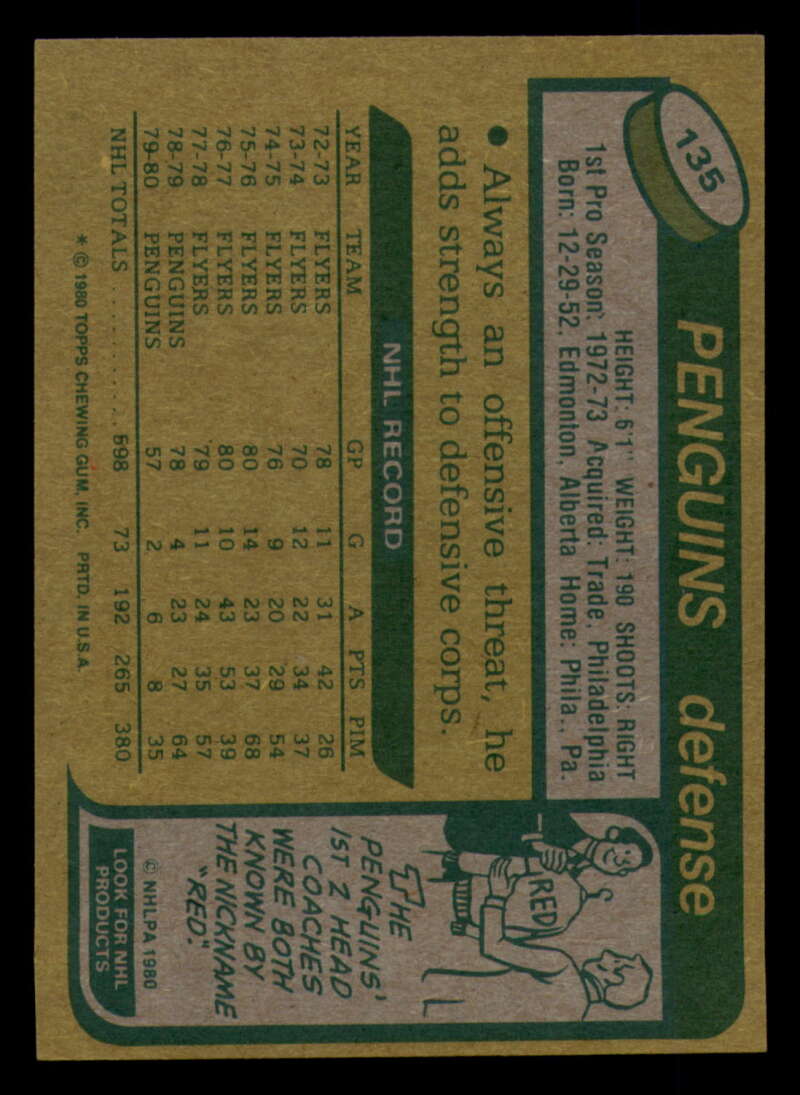 135
PENGUINS defense
HEIGHT: 6'1" WEIGHT: 190 SHOOTS: RIGHT
1st Pro Season: 1972-73 Acquired: Trade, Philadelphia
Born: 12-29-52, Edmonton, Alberta Home: Phila., Pa.
• Always an offensive threat, he
adds strength to defensive corps.
NHL RECORD
YEAR TEAM GP G A PTS PIM
72-73 FLYERS 78 11 31 42 26
73-74 FLYERS 70 12 22 34 37
74-75 FLYERS 76 9 20 29 54
75-76 FLYERS 80 14 23 37 68
76-77 FLYERS 80 10 43 53 39
77-78 FLYERS 79 11 24 35 57
78-79 PENGUINS 78 4 23 27 64
79-80 PENGUINS 57 2 6 8 35
NHL TOTALS .......... 598 73 192 265 380
* © 1980 TOPPS CHEWING GUM, INC. PRTD. IN U.S.A.
RED
THE
PENGUINS'
1ST 2 HEAD
COACHES
WERE BOTH
KNOWN BY
THE NICKNAME
"RED."
© NHLPA 1980
LOOK FOR NHL
PRODUCTS